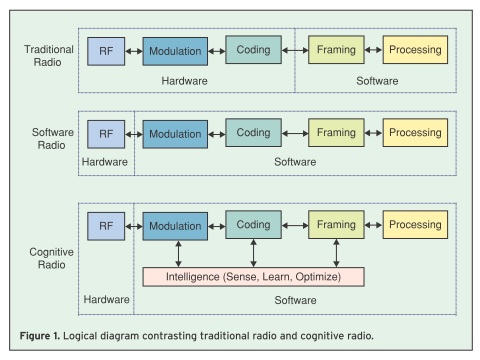 Traditional Radio
RF
Modulation
Coding
Framing
Processing
Hardware
Software
Software Radio
RF
Modulation
Coding
Framing
Processing
Hardware
Software
Cognitive Radio
RF
Modulation
Coding
Framing
Processing
Intelligence (Sense, Learn, Optimize)
Hardware
Software
Figure 1. Logical diagram contrasting traditional radio and cognitive radio.